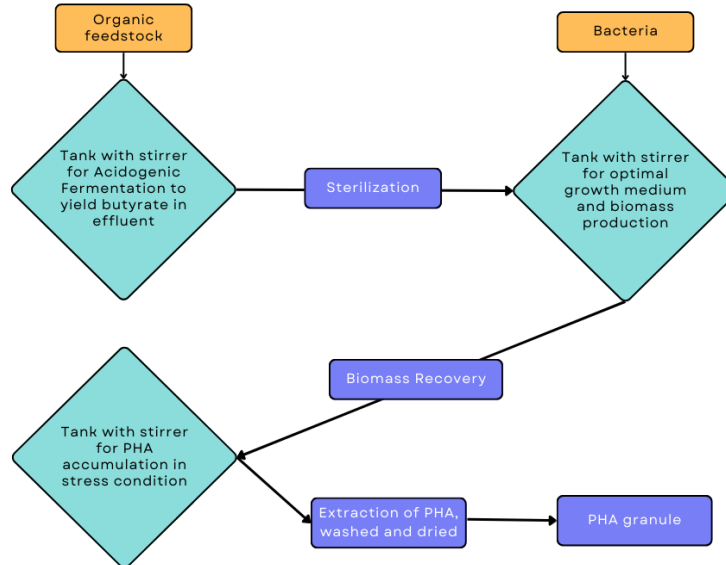 Organic
feedstock
Bacteria
Tank with stirrer
for Acidogenic
Fermentation to
yield butyrate in
effluent
Sterilization
Tank with stirrer
for optimal
growth medium
and biomass
production
Biomass Recovery
Tank with stirrer
for PHA
accumulation in
stress condition
Extraction of PHA,
washed and dried
PHA granule